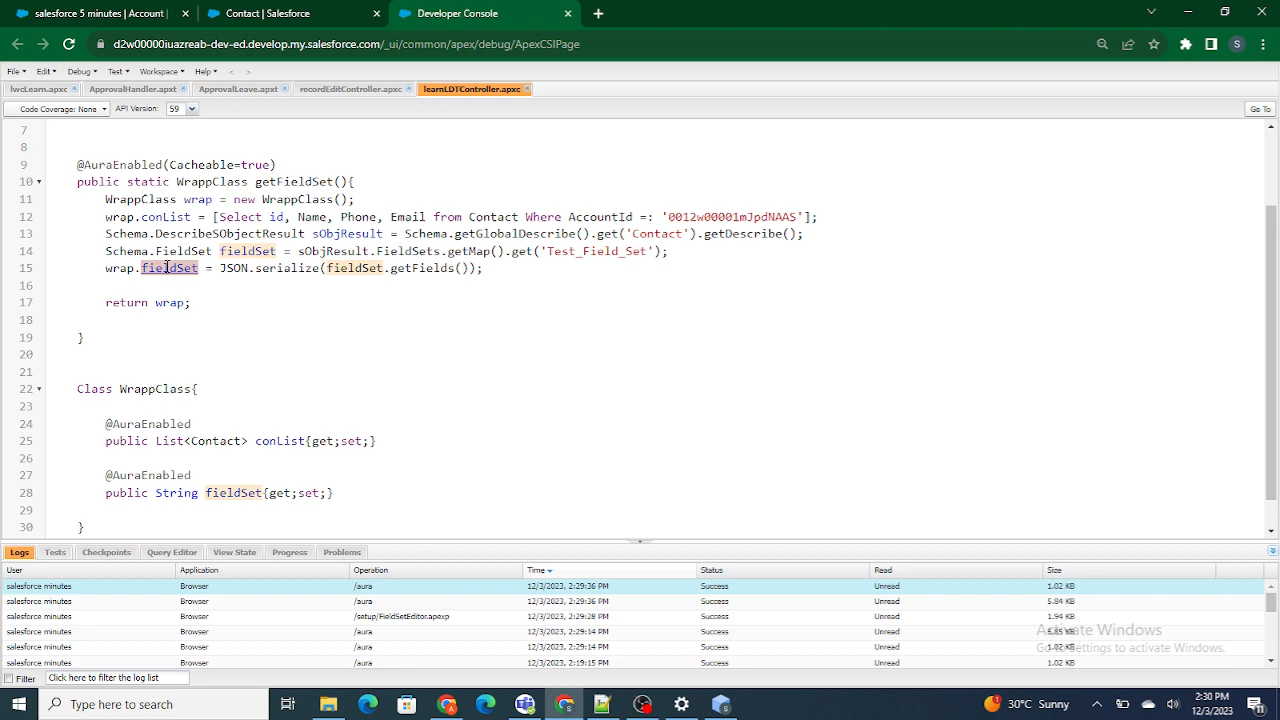 salesforce 5 minutes | Account |
Contact | Salesforce
Developer Console
d2w00000iuazreab-dev-ed.develop.my.salesforce.com/_ui/common/apex/debug/ApexCSIPage
S
File Edit Debug Test Workspace Help < >
lwcLearn.apxc ApprovalHandler.apxt ApprovalLeave.apxt recordEditController.apxc learnLDTController.apxc
Code Coverage: None API Version: 59 Go To
7
8
9 @AuraEnabled(Cacheable=true)
10 public static WrappClass getFieldSet(){
11 WrappClass wrap = new WrappClass();
12 wrap.conList = [Select id, Name, Phone, Email from Contact Where AccountId =: '0012w00001mJpdNAAS'];
13 Schema.DescribeSObjectResult sObjResult = Schema.getGlobalDescribe().get('Contact').getDescribe();
14 Schema.FieldSet fieldSet = sObjResult.FieldSets.getMap().get('Test_Field_Set');
15 wrap.fieldSet = JSON.serialize(fieldSet.getFields());
16
17 return wrap;
18
19 }
20
21
22 Class WrappClass{
23
24 @AuraEnabled
25 public List<Contact> conList{get;set;}
26
27 @AuraEnabled
28 public String fieldSet{get;set;}
29
30 }
Logs Tests Checkpoints Query Editor View State Progress Problems
User Application Operation Time Status Read Size
salesforce minutes Browser /aura 12/3/2023, 2:29:36 PM Success Unread 1.02 KB
salesforce minutes Browser /aura 12/3/2023, 2:29:36 PM Success Unread 5.84 KB
salesforce minutes Browser /setup/FieldSetEditor.apexp 12/3/2023, 2:29:28 PM Success Unread 1.94 KB
salesforce minutes Browser /aura 12/3/2023, 2:29:14 PM Success Unread
salesforce minutes Browser /aura 12/3/2023, 2:29:14 PM Success Unread 1.02 KB
salesforce minutes Browser /aura 12/3/2023, 2:19:15 PM Success Unread KB
Activate Windows
Go to Settings to activate Windows.
Filter Click here to filter the log list
Type here to search
30°C Sunny
2:30 PM
12/3/2023